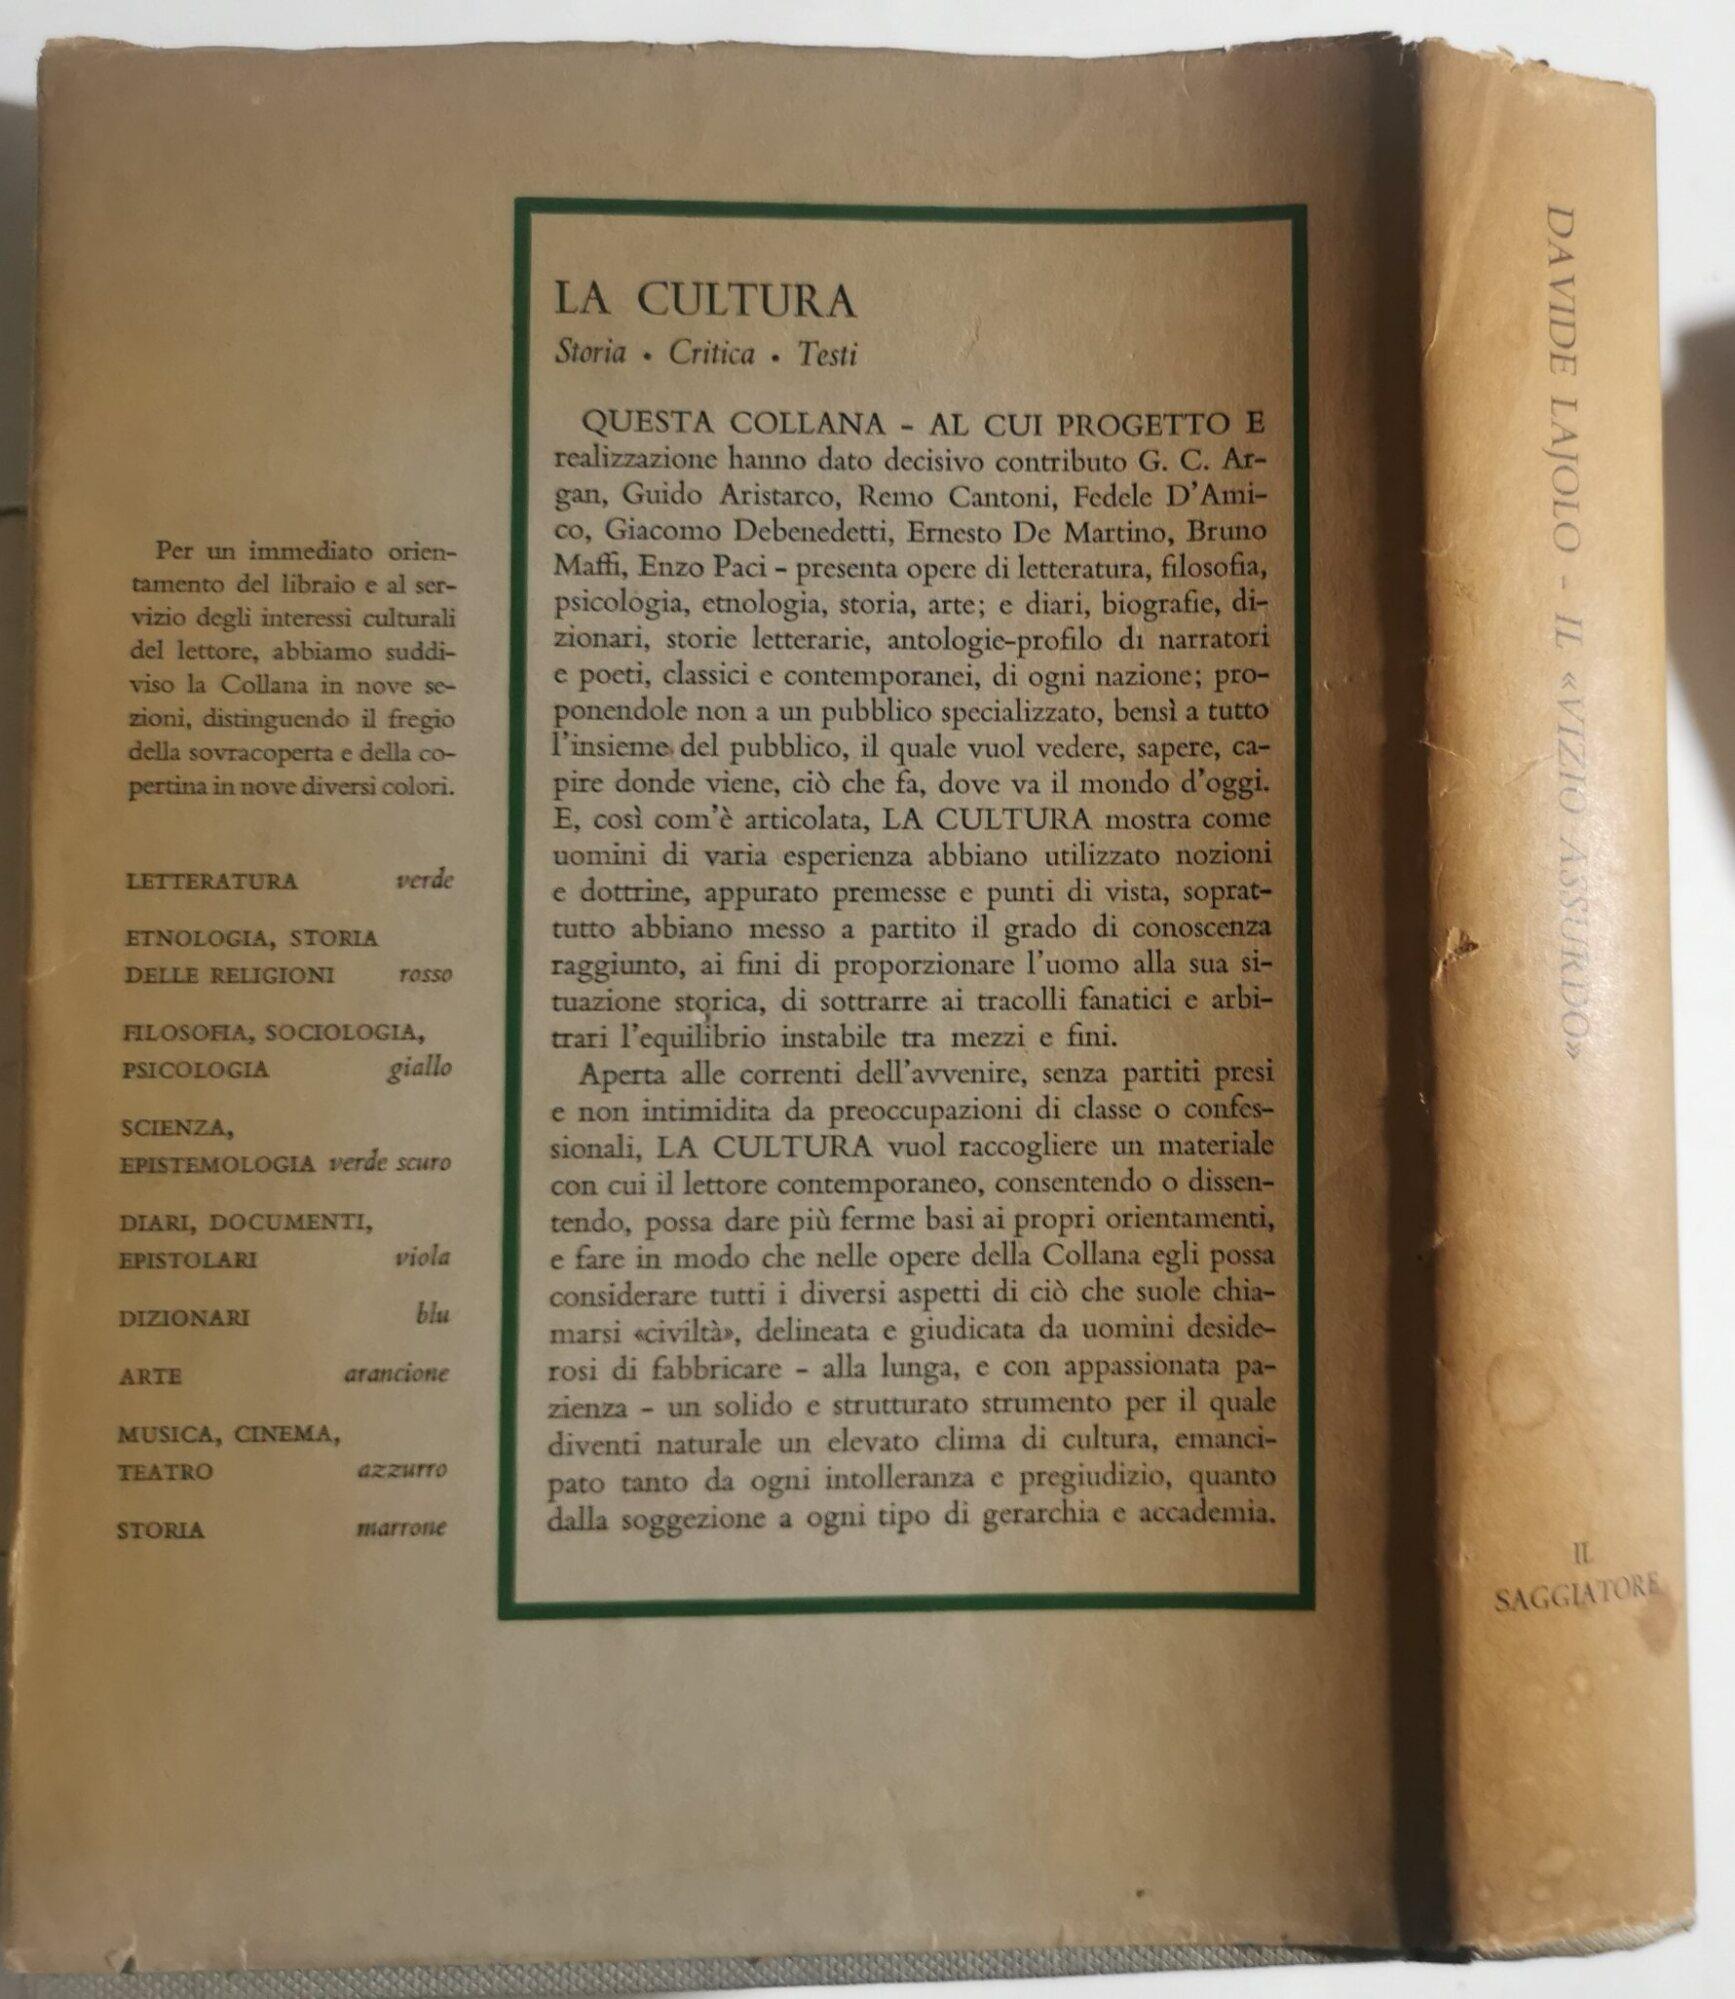 Per un immediato orien-
tamento del libraio e al ser-
vizio degli interessi culturali
del lettore, abbiamo suddi-
viso la Collana in nove se-
zioni, distinguendo il fregio
della sovracoperta e della co-
pertina in nove diversi colori.
LETTERATURA verde
ETNOLOGIA, STORIA
DELLE RELIGIONI rosso
FILOSOFIA, SOCIOLOGIA,
PSICOLOGIA giallo
SCIENZA,
EPISTEMOLOGIA verde scuro
DIARI, DOCUMENTI,
EPISTOLARI viola
DIZIONARI blu
ARTE arancione
MUSICA, CINEMA,
TEATRO azzurro
STORIA marrone
LA CULTURA
Storia • Critica • Testi
QUESTA COLLANA – AL CUI PROGETTO E
realizzazione hanno dato decisivo contributo G. C. Ar-
gan, Guido Aristarco, Remo Cantoni, Fedele D'Ami-
co, Giacomo Debenedetti, Ernesto De Martino, Bruno
Maffi, Enzo Paci – presenta opere di letteratura, filosofia,
psicologia, etnologia, storia, arte; e diari, biografie, di-
zionari, storie letterarie, antologie-profilo di narratori
e poeti, classici e contemporanei, di ogni nazione; pro-
ponendole non a un pubblico specializzato, bensì a tutto
l'insieme del pubblico, il quale vuol vedere, sapere, ca-
pire donde viene, ciò che fa, dove va il mondo d'oggi.
E, così com'è articolata, LA CULTURA mostra come
uomini di varia esperienza abbiano utilizzato nozioni
e dottrine, appurato premesse e punti di vista, soprat-
tutto abbiano messo a partito il grado di conoscenza
raggiunto, ai fini di proporzionare l'uomo alla sua si-
tuazione storica, di sottrarre ai tracolli fanatici e arbi-
trari l'equilibrio instabile tra mezzi e fini.
Aperta alle correnti dell'avvenire, senza partiti presi
e non intimidita da preoccupazioni di classe o confes-
sionali, LA CULTURA vuol raccogliere un materiale
con cui il lettore contemporaneo, consentendo o dissen-
tendo, possa dare più ferme basi ai propri orientamenti,
e fare in modo che nelle opere della Collana egli possa
considerare tutti i diversi aspetti di ciò che suole chia-
marsi «civiltà», delineata e giudicata da uomini deside-
rosi di fabbricare – alla lunga, e con appassionata pa-
zienza – un solido e strutturato strumento per il quale
diventi naturale un elevato clima di cultura, emanci-
pato tanto da ogni intolleranza e pregiudizio, quanto
dalla soggezione a ogni tipo di gerarchia e accademia.
DAVIDE LAJOLO – IL «VIZIO ASSURDO»
IL
SAGGIATORE